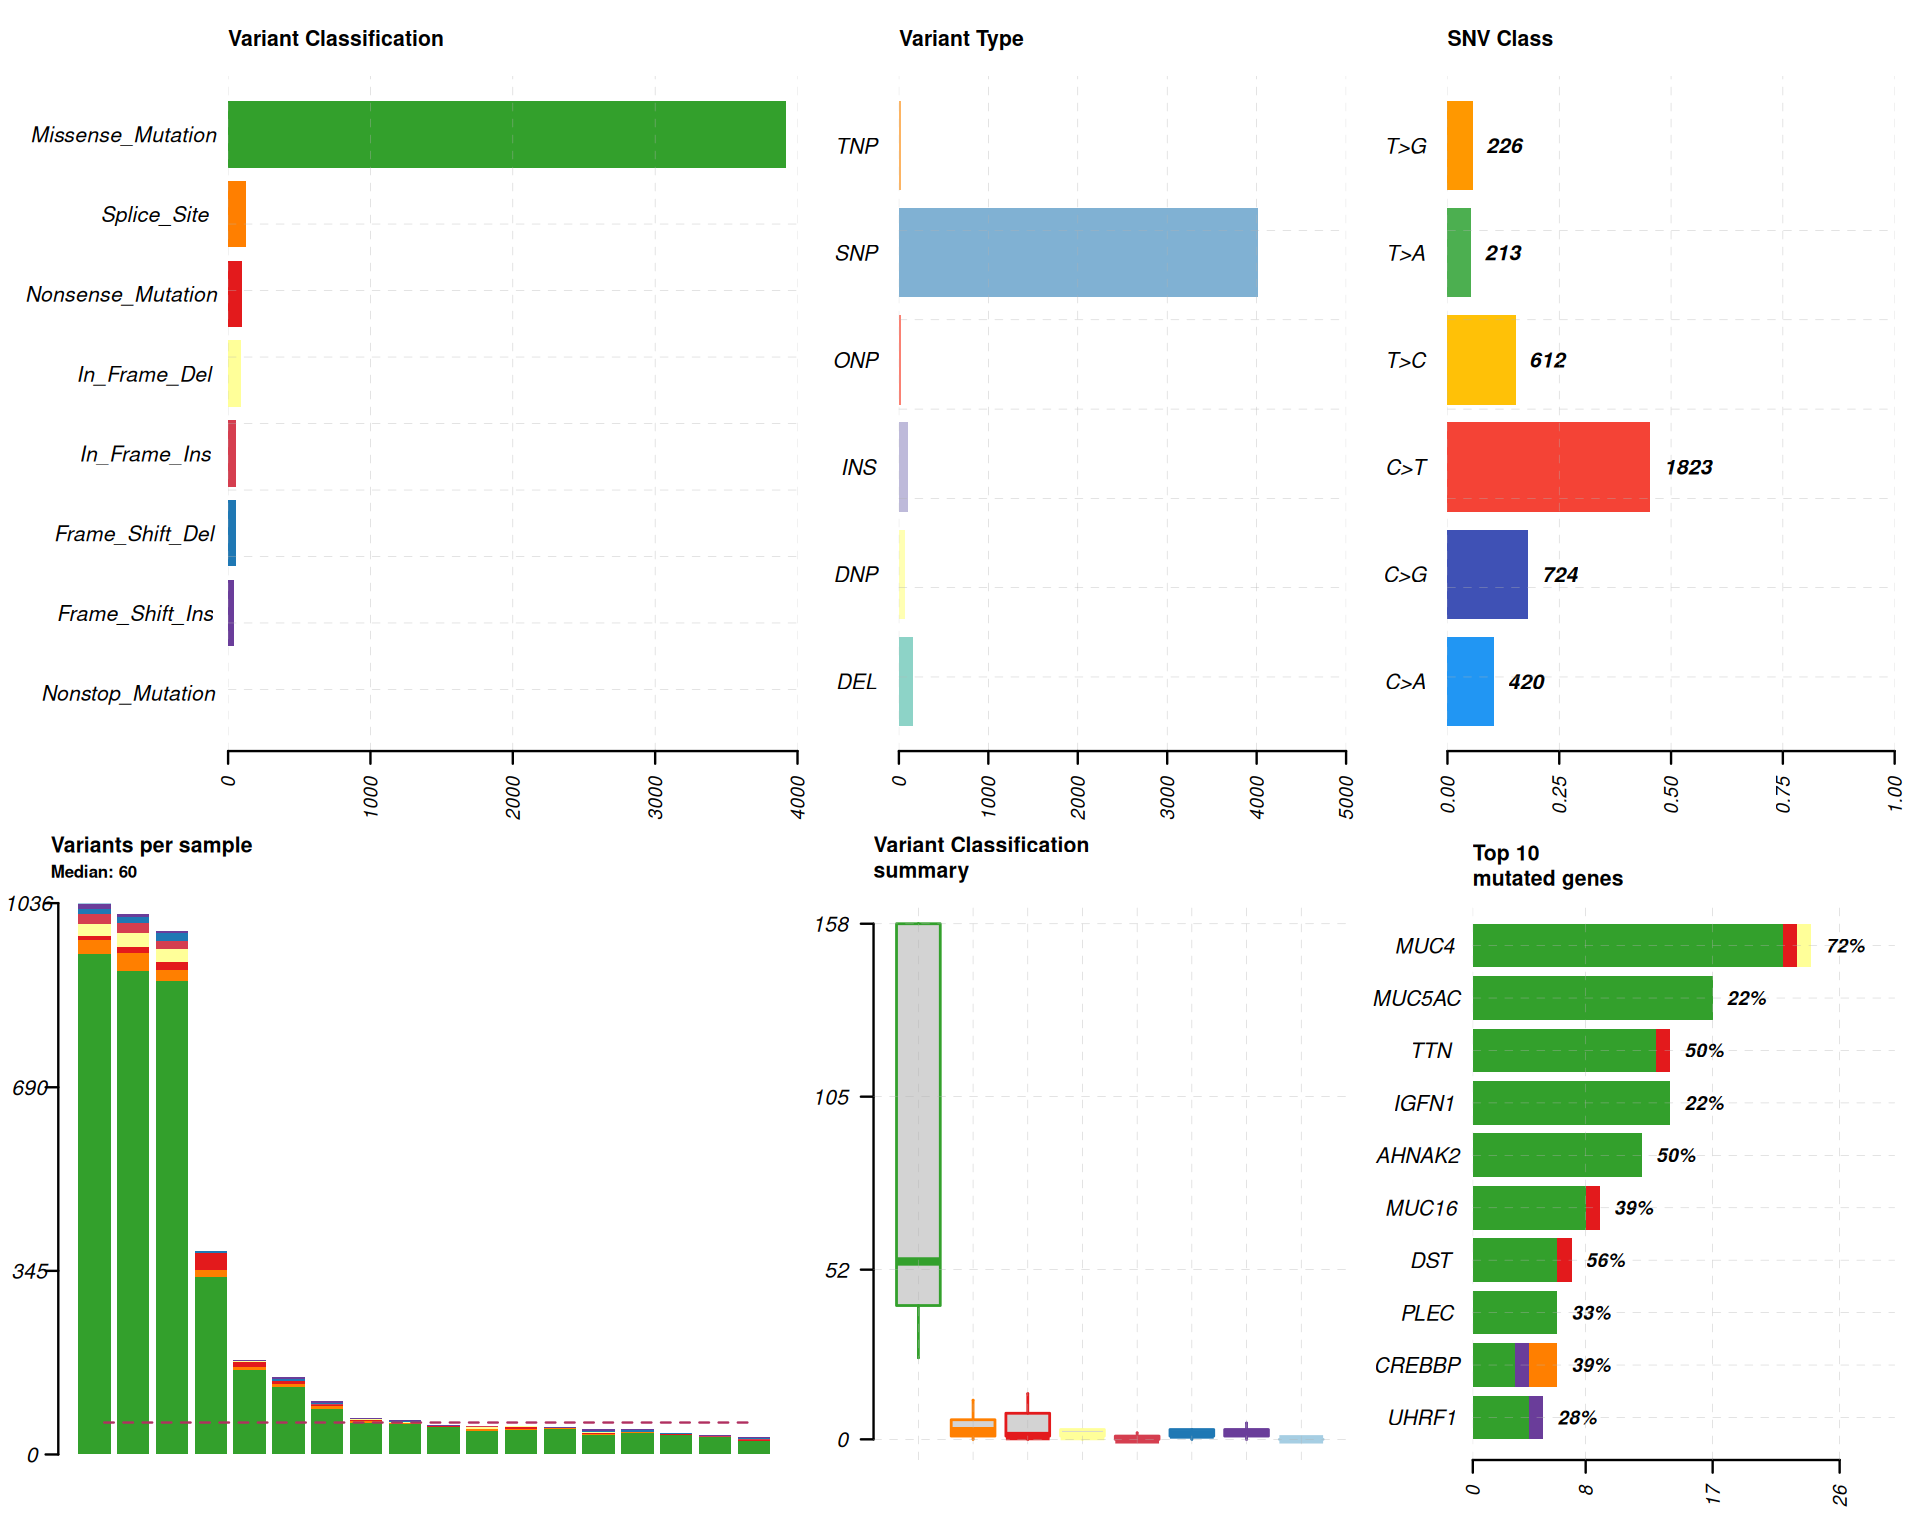 Variant Classification
Missense_Mutation
Splice_Site
Nonsense_Mutation
In_Frame_Del
In_Frame_Ins
Frame_Shift_Del
Frame_Shift_Ins
Nonstop_Mutation
0
1000
2000
3000
4000
Variant Type
TNP
SNP
ONP
INS
DNP
DEL
0
1000
2000
3000
4000
5000
SNV Class
T>G 226
T>A 213
T>C 612
C>T 1823
C>G 724
C>A 420
0.00
0.25
0.50
0.75
1.00
Variants per sample
Median: 60
1036
690
345
0
Variant Classification
summary
158
105
52
0
Top 10
mutated genes
MUC4 72%
MUC5AC 22%
TTN 50%
IGFN1 22%
AHNAK2 50%
MUC16 39%
DST 56%
PLEC 33%
CREBBP 39%
UHRF1 28%
0
8
17
26